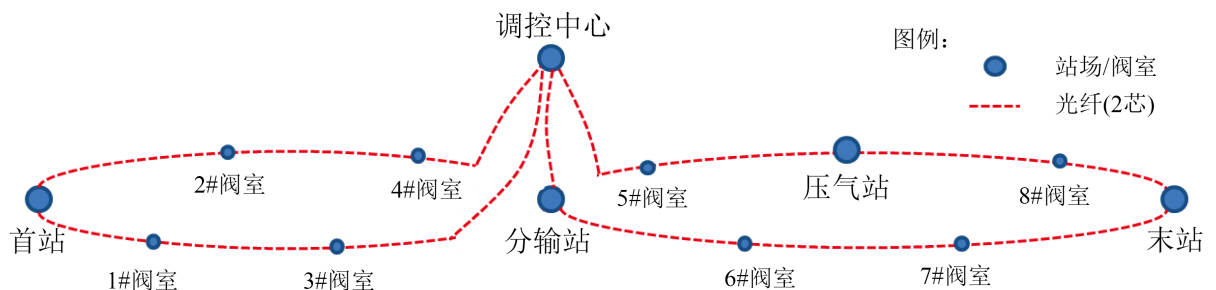 调控中心
图例：
站场/阀室
光纤(2芯)
2#阀室
4#阀室
5#阀室
压气站
8#阀室
首站
分输站
末站
1#阀室
3#阀室
6#阀室
7#阀室